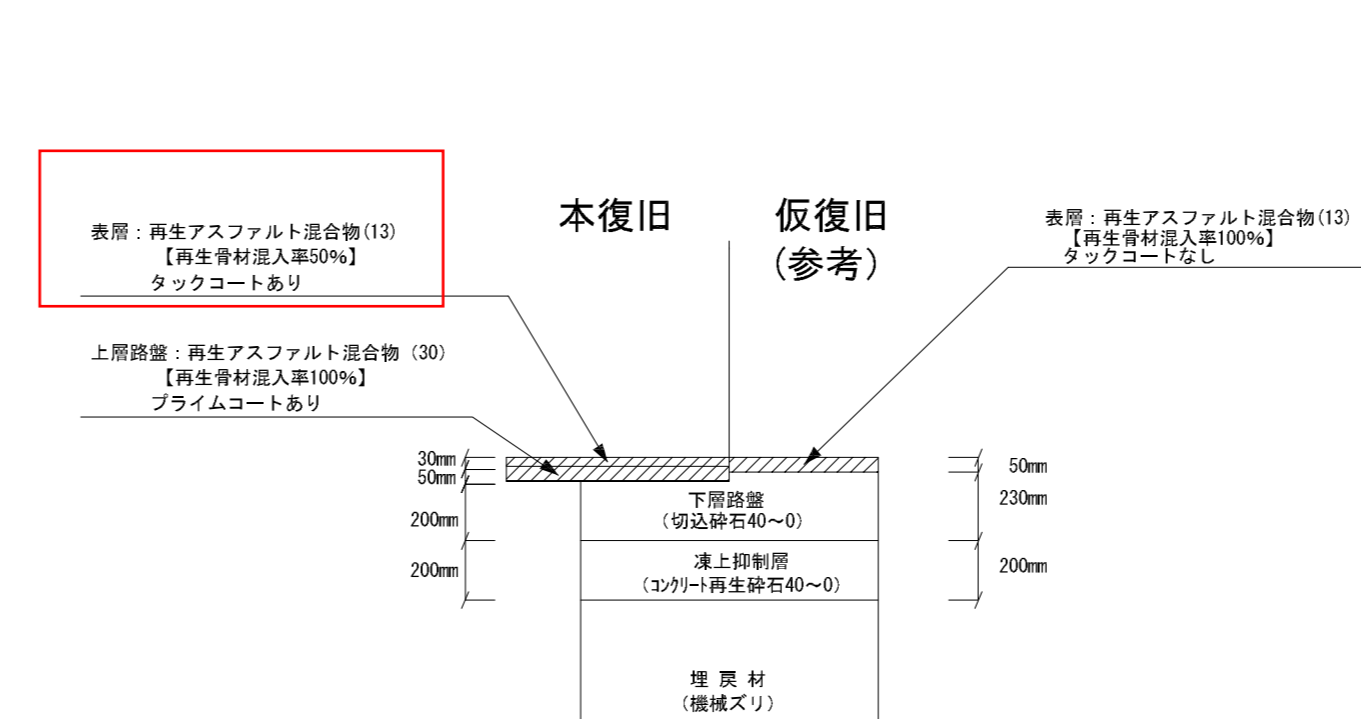 本復旧
仮復旧
(参考)
表層：再生アスファルト混合物(13)
【再生骨材混入率50%】
タックコートあり
上層路盤：再生アスファルト混合物（30）
【再生骨材混入率100%】
プライムコートあり
表層：再生アスファルト混合物(13)
【再生骨材混入率100%】
タックコートなし
30mm
50mm
200mm
200mm
下層路盤
（切込砕石40～0）
凍上抑制層
（ｺﾝｸﾘｰﾄ再生砕石40～0）
埋 戻 材
（機械ズリ）
50mm
230mm
200mm